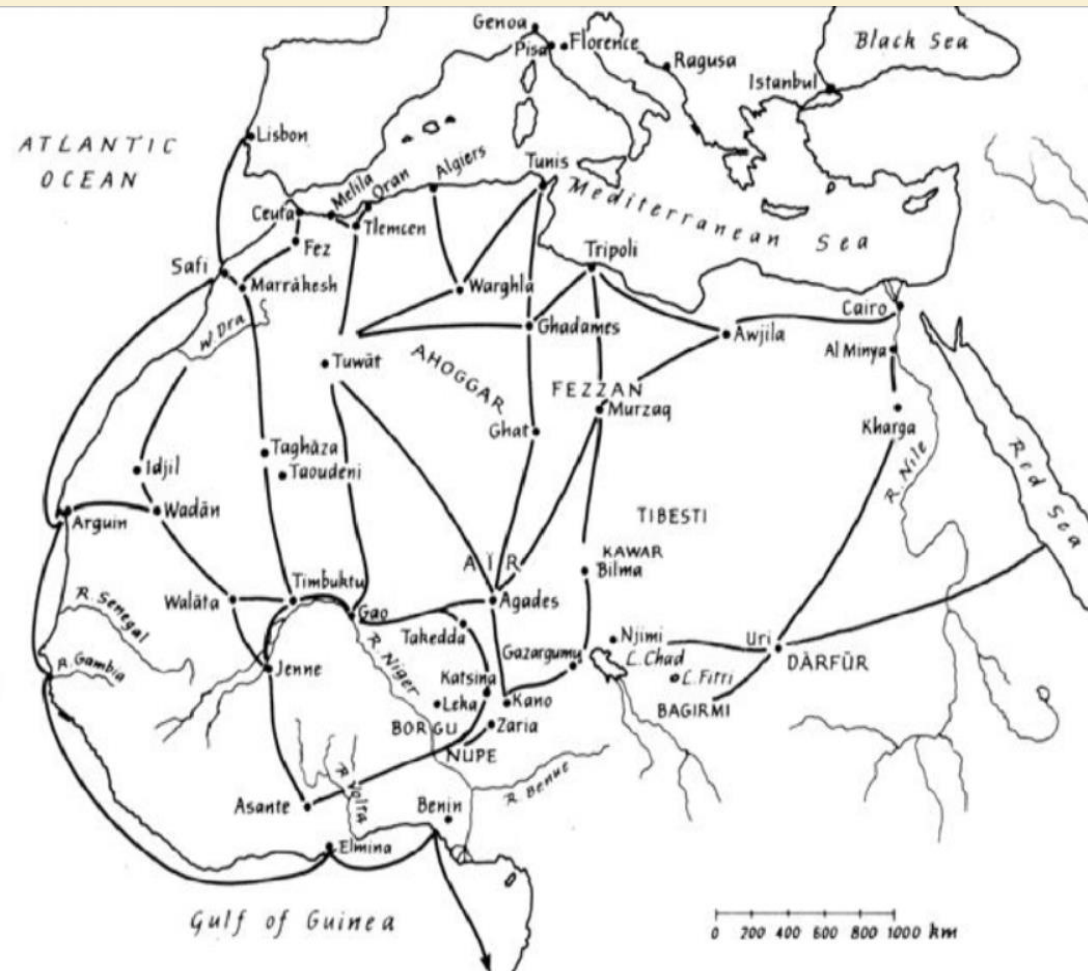 Genoa
Pisa
Florence
Ragusa
Black Sea
Istanbul
ATLANTIC
OCEAN
Lisbon
Tunis
Algiers
Oran
Melila
Ceuta
Tlemcen
Fez
Mediterranean Sea
Safi
Marrākesh
Warghla
Tripoli
W. Dra
Ghadames
Awjila
Cairo
Al Minya
Tuwāt
AHOGGAR
FEZZAN
Murzaq
Kharga
Ghat
R. Nile
Red Sea
Idjil
Taghāza
Taoudeni
Arguin
Wadān
TIBESTI
KAWAR
Bilma
AÏR
Timbuktu
Walāta
Gao
Agades
R. Senegal
Takedda
R. Gambia
Jenne
R. Niger
Gazargumu
Njimi
L. Chad
Uri
DĀRFŪR
L. Fitri
Katsina
Leka
Kano
BAGIRMI
BORGU
Zaria
NUPE
R. Volta
R. Benue
Asante
Benin
Elmina
Gulf of Guinea
0 200 400 600 800 1000 km